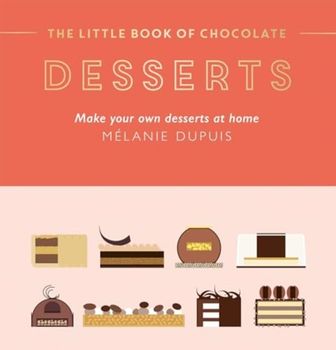 THE LITTLE BOOK OF CHOCOLATE
DESSERTS
Make your own desserts at home
MÉLANIE DUPUIS